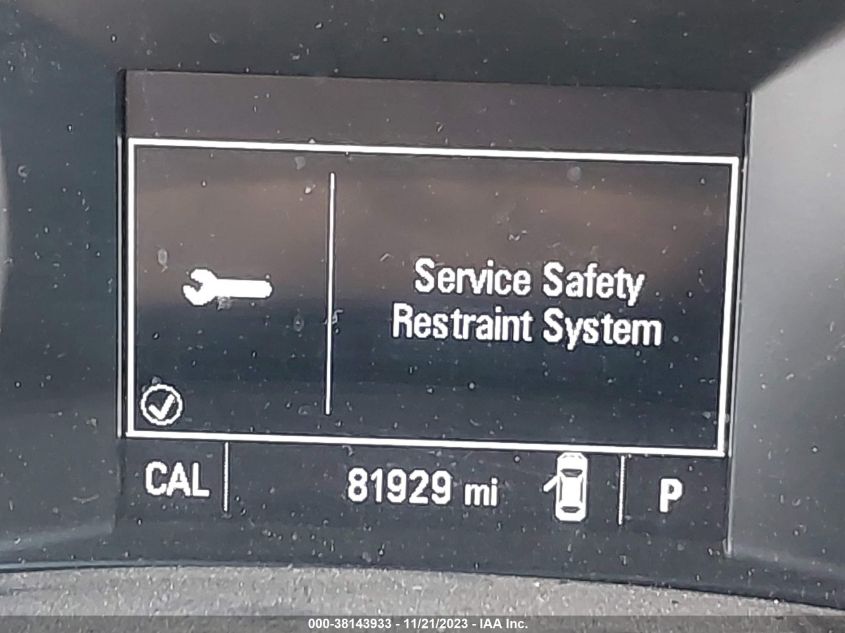 Service Safety
Restraint System
CAL
81929 mi
P
000-38143933 - 11/21/2023 - IAA Inc.